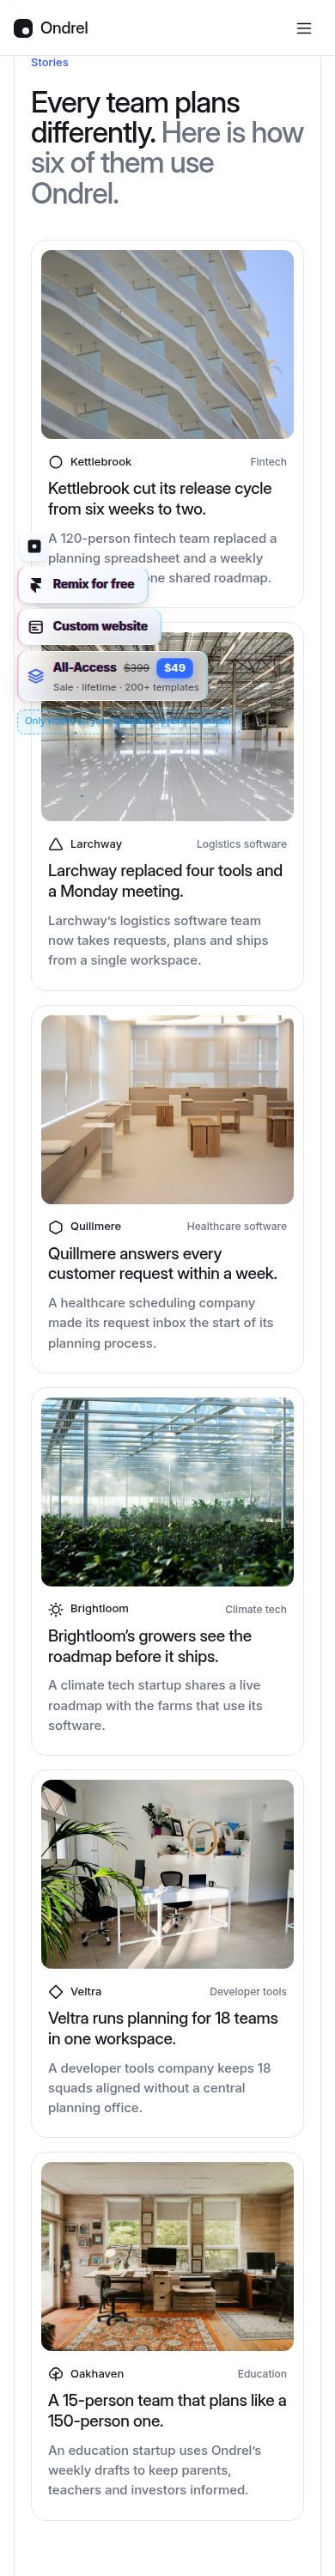 Ondrel
Stories
Every team plans
differently. Here is how
six of them use
Ondrel.
Kettlebrook
Fintech
Kettlebrook cut its release cycle
from six weeks to two.
A 120-person fintech team replaced a
planning spreadsheet and a weekly
one shared roadmap.
Remix for free
Custom website
All-Access $399 $49
Sale · lifetime · 200+ templates
Only
Larchway
Logistics software
Larchway replaced four tools and
a Monday meeting.
Larchway's logistics software team
now takes requests, plans and ships
from a single workspace.
Quillmere
Healthcare software
Quillmere answers every
customer request within a week.
A healthcare scheduling company
made its request inbox the start of its
planning process.
Brightloom
Climate tech
Brightloom’s growers see the
roadmap before it ships.
A climate tech startup shares a live
roadmap with the farms that use its
software.
Veltra
Developer tools
Veltra runs planning for 18 teams
in one workspace.
A developer tools company keeps 18
squads aligned without a central
planning office.
Oakhaven
Education
A 15-person team that plans like a
150-person one.
An education startup uses Ondrel's
weekly drafts to keep parents,
teachers and investors informed.